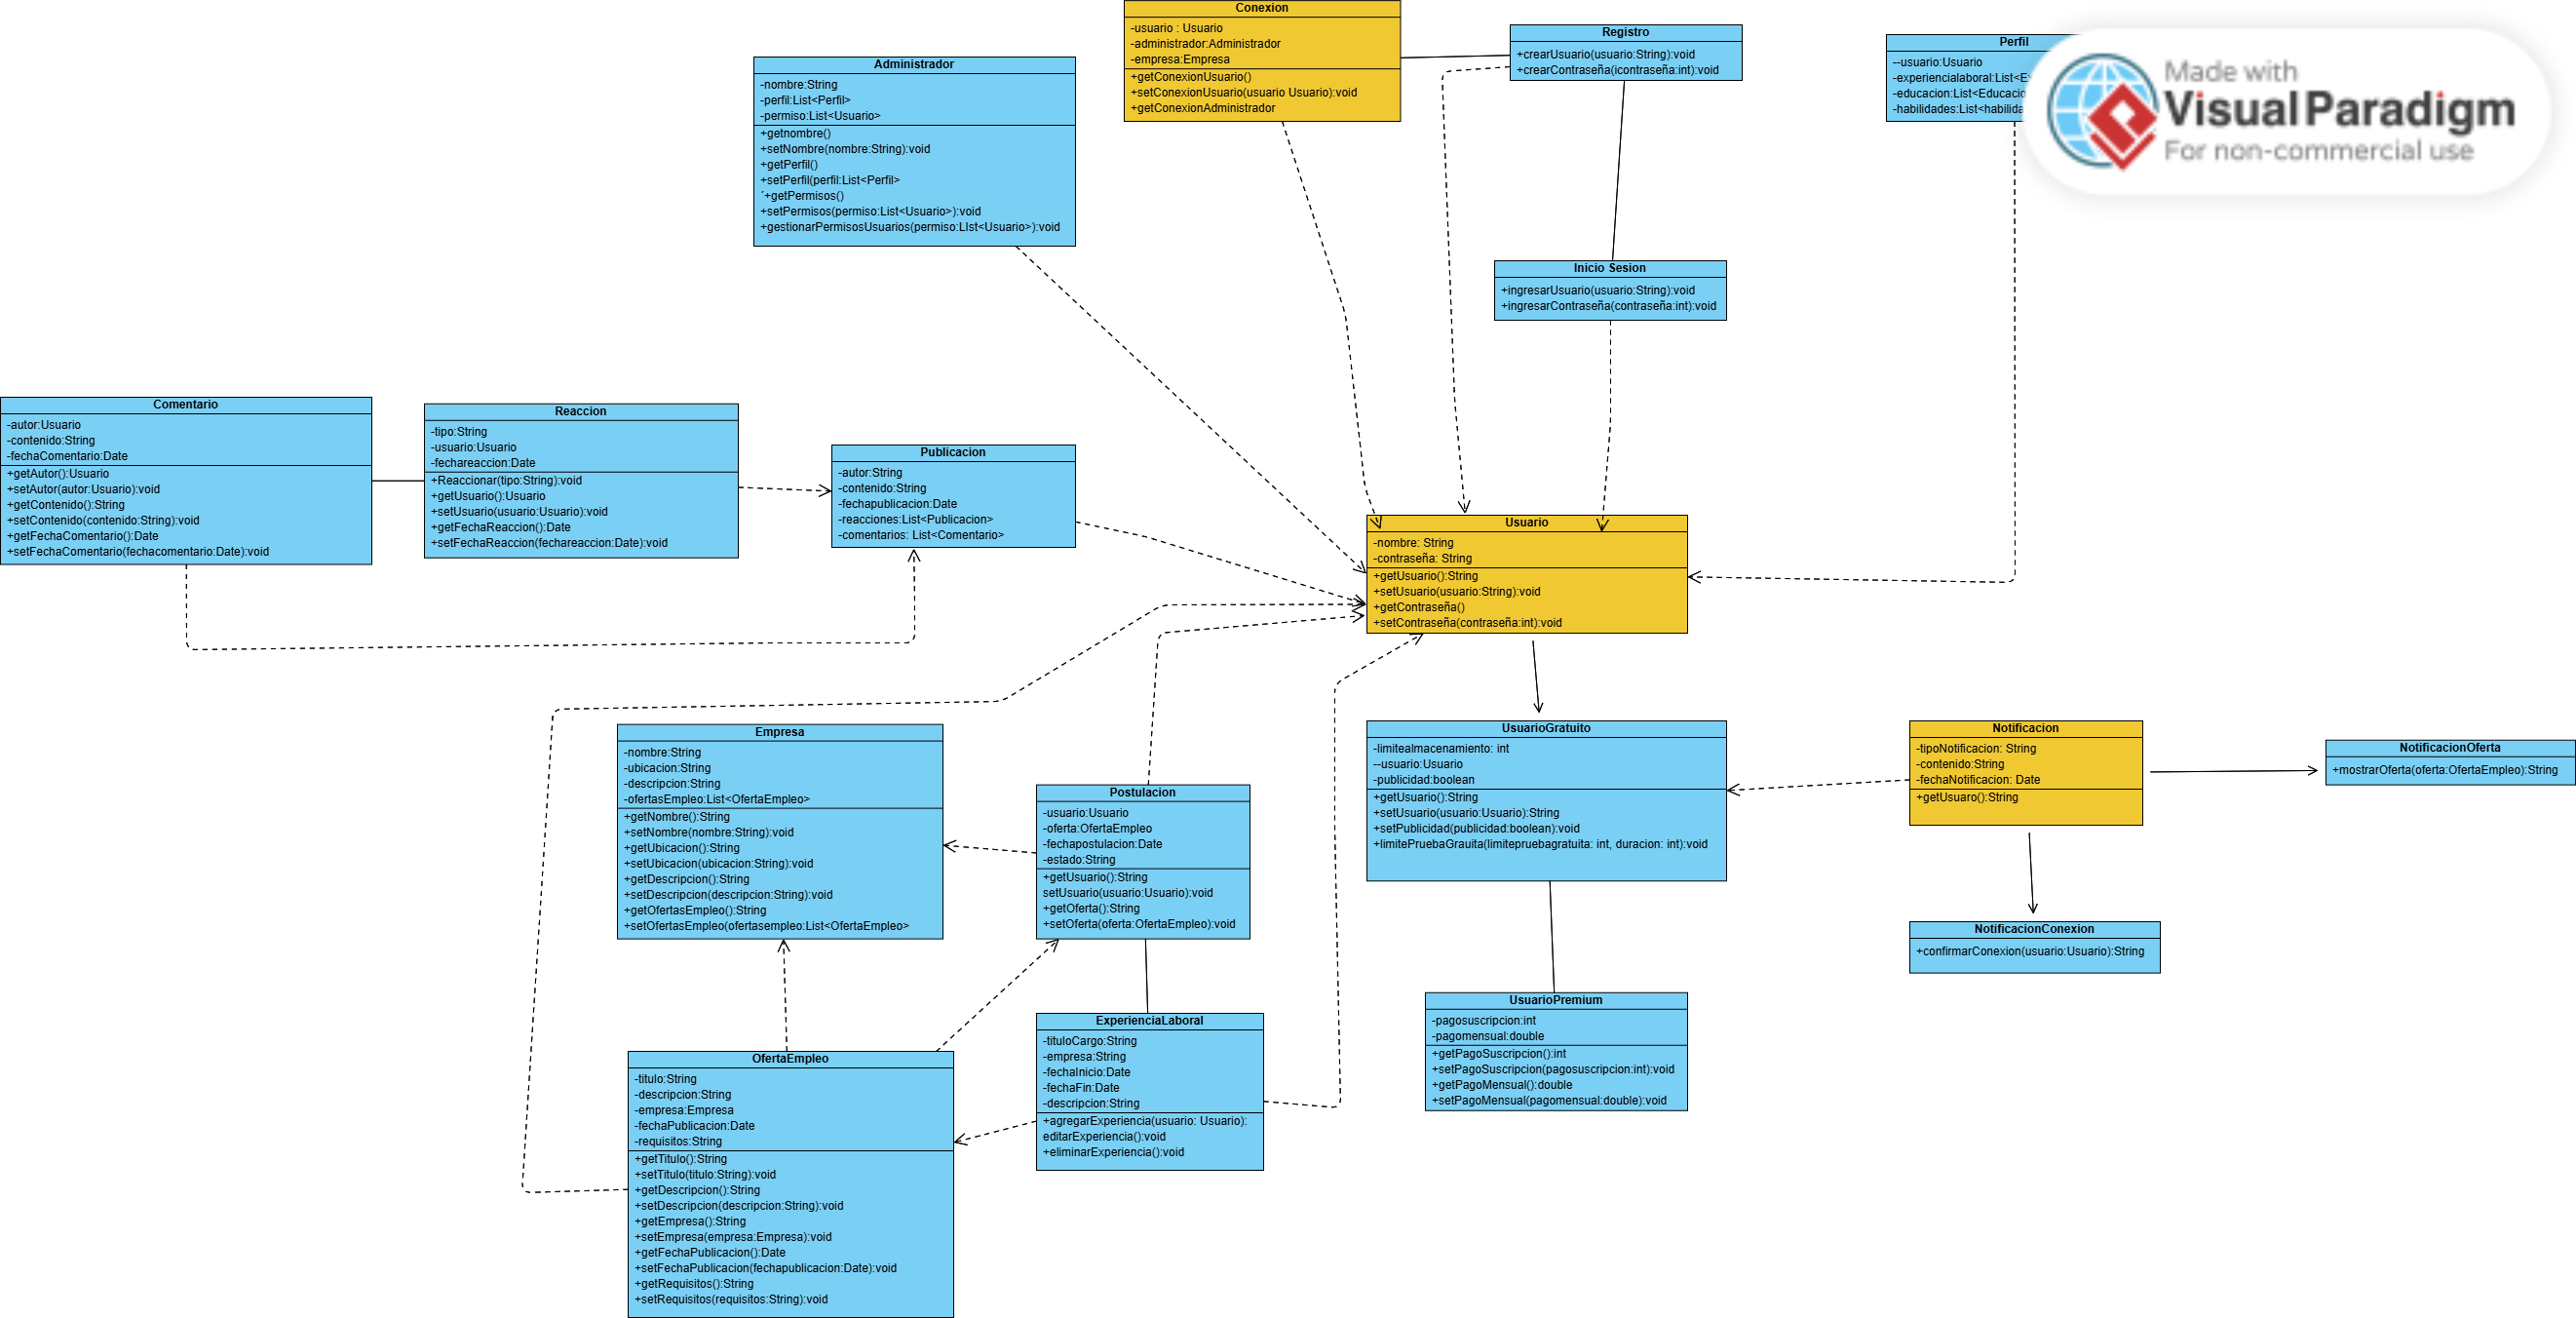 Conexion
-usuario : Usuario
-administrador:Administrador
-empresa:Empresa
+getConexionUsuario()
+setConexionUsuario(usuario Usuario):void
+getConexionAdministrador
Registro
+crearUsuario(usuario:String):void
+crearContraseña(icontraseña:int):void
Perfil
--usuario:Usuario
-experiencialaboral:List<E
-educacion:List<Educacio
-habilidades:List<habilida
Made with
Visual Paradigm
For non-commercial use
Administrador
-nombre:String
-perfil:List<Perfil>
-permiso:List<Usuario>
+getnombre()
+setNombre(nombre:String):void
+getPerfil()
+setPerfil(perfil:List<Perfil>
´+getPermisos()
+setPermisos(permiso:List<Usuario>):void
+gestionarPermisosUsuarios(permiso:LIst<Usuario>):void
Inicio Sesion
+ingresarUsuario(usuario:String):void
+ingresarContraseña(contraseña:int):void
Comentario
-autor:Usuario
-contenido:String
-fechaComentario:Date
+getAutor():Usuario
+setAutor(autor:Usuario):void
+getContenido():String
+setContenido(contenido:String):void
+getFechaComentario():Date
+setFechaComentario(fechacomentario:Date):void
Reaccion
-tipo:String
-usuario:Usuario
-fechareaccion:Date
+Reaccionar(tipo:String):void
+getUsuario():Usuario
+setUsuario(usuario:Usuario):void
+getFechaReaccion():Date
+setFechaReaccion(fechareaccion:Date):void
Publicacion
-autor:String
-contenido:String
-fechapublicacion:Date
-reacciones:List<Publicacion>
-comentarios: List<Comentario>
Usuario
-nombre: String
-contraseña: String
+getUsuario():String
+setUsuario(usuario:String):void
+getContraseña()
+setContraseña(contraseña:int):void
Empresa
-nombre:String
-ubicacion:String
-descripcion:String
-ofertasEmpleo:List<OfertaEmpleo>
+getNombre():String
+setNombre(nombre:String):void
+getUbicacion():String
+setUbicacion(ubicacion:String):void
+getDescripcion():String
+setDescripcion(descripcion:String):void
+getOfertasEmpleo():String
+setOfertasEmpleo(ofertasempleo:List<OfertaEmpleo>
Postulacion
-usuario:Usuario
-oferta:OfertaEmpleo
-fechapostulacion:Date
-estado:String
+getUsuario():String
setUsuario(usuario:Usuario):void
+getOferta():String
+setOferta(oferta:OfertaEmpleo):void
UsuarioGratuito
-limitealmacenamiento: int
--usuario:Usuario
-publicidad:boolean
+getUsuario():String
+setUsuario(usuario:Usuario):String
+setPublicidad(publicidad:boolean):void
+limitePruebaGrauita(limitepruebagratuita: int, duracion: int):void
Notificacion
-tipoNotificacion: String
-contenido:String
-fechaNotificacion: Date
+getUsuaro():String
NotificacionOferta
+mostrarOferta(oferta:OfertaEmpleo):String
NotificacionConexion
+confirmarConexion(usuario:Usuario):String
UsuarioPremium
-pagosuscripcion:int
-pagomensual:double
+getPagoSuscripcion():int
+setPagoSuscripcion(pagosuscripcion:int):void
+getPagoMensual():double
+setPagoMensual(pagomensual:double):void
ExperienciaLaboral
-tituloCargo:String
-empresa:String
-fechaInicio:Date
-fechaFin:Date
-descripcion:String
+agregarExperiencia(usuario: Usuario):
editarExperiencia():void
+eliminarExperiencia():void
OfertaEmpleo
-titulo:String
-descripcion:String
-empresa:Empresa
-fechaPublicacion:Date
-requisitos:String
+getTitulo():String
+setTitulo(titulo:String):void
+getDescripcion():String
+setDescripcion(descripcion:String):void
+getEmpresa():String
+setEmpresa(empresa:Empresa):void
+getFechaPublicacion():Date
+setFechaPublicacion(fechapublicacion:Date):void
+getRequisitos():String
+setRequisitos(requisitos:String):void